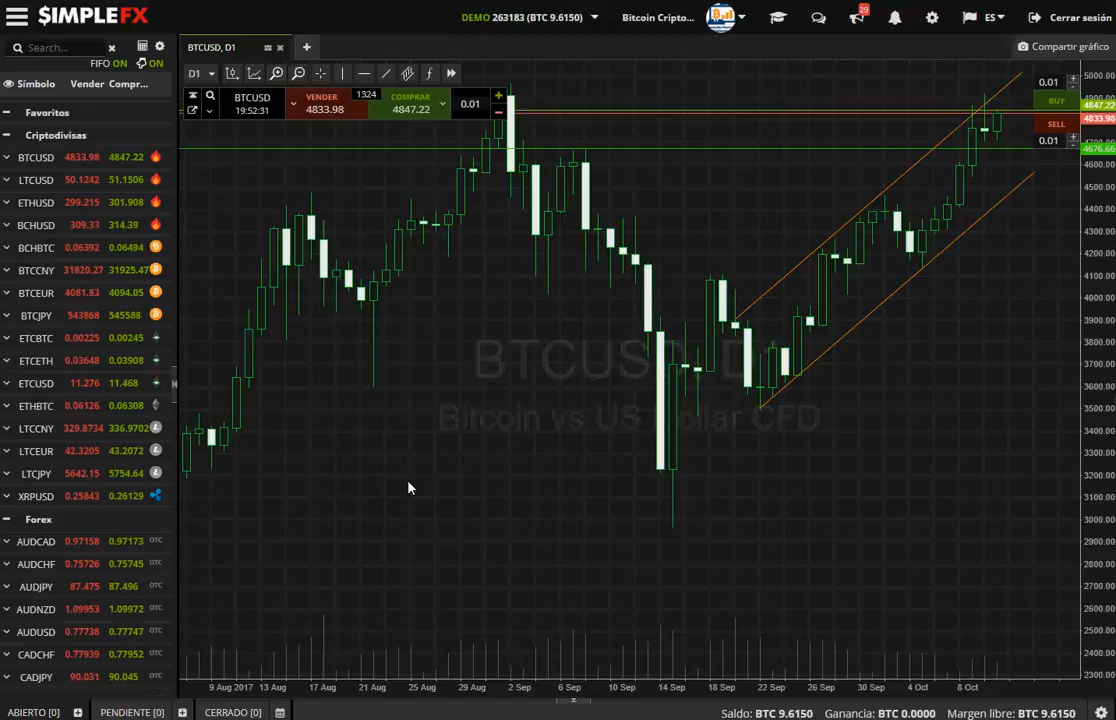 $IMPLEFX
DEMO 263183 (BTC 9.6150)
Bitcoin Cripto...
29
ES
Cerrar sesión
Search...
BTCUSD, D1
Compartir gráfico
FIFO ON
ON
D1
Símbolo Vender Compr...
BTCUSD
19:52:31
VENDER
4833.98
1324
COMPRAR
4847.22
0.01
0.01
BUY
SELL
0.01
Favoritos
Criptodivisas
BTCUSD 4833.98 4847.22
LTCUSD 50.1242 51.1506
ETHUSD 299.215 301.908
BCHUSD 309.33 314.39
BCHBTC 0.06392 0.06494
BTCCNY 31820.27 31925.47
BTCEUR 4081.83 4094.05
BTCJPY 543868 545588
ETCBTC 0.00225 0.00245
ETCETH 0.03648 0.03908
ETCUSD 11.276 11.468
ETHBTC 0.06126 0.06308
LTCCNY 329.8734 336.9702
LTCEUR 42.3205 43.2072
LTCJPY 5642.15 5754.64
XRPUSD 0.25843 0.26129
Forex
AUDCAD 0.97158 0.97173 OTC
AUDCHF 0.75726 0.75745 OTC
AUDJPY 87.475 87.496 OTC
AUDNZD 1.09953 1.09972 OTC
AUDUSD 0.77738 0.77747 OTC
CADCHF 0.77939 0.77952 OTC
CADJPY 90.031 90.045 OTC
BTCUSD, D1
Bitcoin vs US Dollar CFD
5000.00
4847.22
4833.98
4676.66
4500.00
4400.00
4300.00
4200.00
4100.00
4000.00
3900.00
3800.00
3700.00
3600.00
3500.00
3400.00
3300.00
3200.00
3100.00
3000.00
2900.00
2800.00
2700.00
2600.00
2500.00
2400.00
2300.00
9 Aug 2017 13 Aug 17 Aug 21 Aug 25 Aug 29 Aug 2 Sep 6 Sep 10 Sep 14 Sep 18 Sep 22 Sep 26 Sep 30 Sep 4 Oct 8 Oct
ABIERTO [0] PENDIENTE [0] CERRADO [0] Saldo: BTC 9.6150 Ganancia: BTC 0.0000 Margen libre: BTC 9.6150